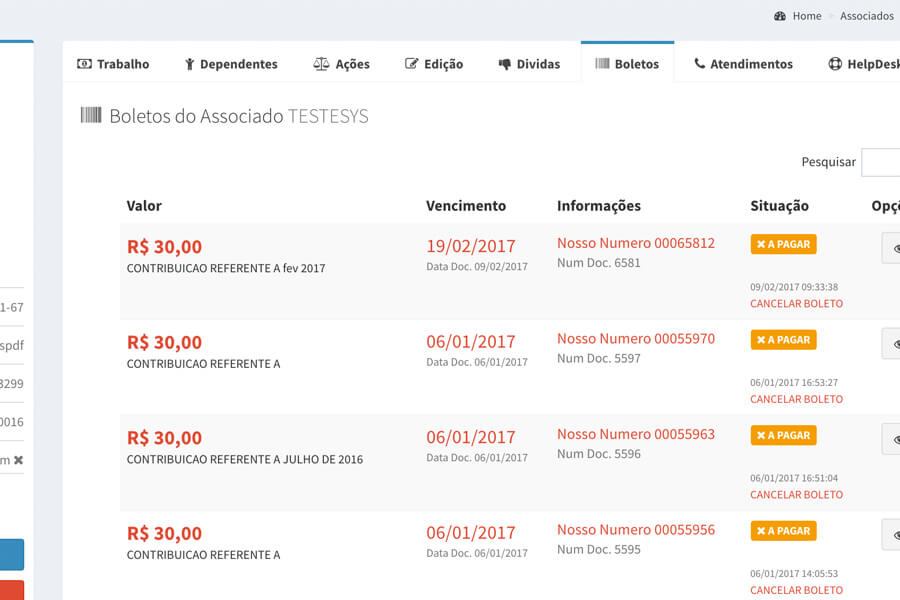 Home Associados
Trabalho Dependentes Ações Edição Dividas Boletos Atendimentos HelpDesk
Boletos do Associado TESTESYS
Pesquisar
Valor Vencimento Informações Situação Opçõ
R$ 30,00 19/02/2017 Nosso Numero 00065812 A PAGAR
CONTRIBUICAO REFERENTE A fev 2017 Data Doc. 09/02/2017 Num Doc. 6581
09/02/2017 09:33:38
1-67
CANCELAR BOLETO
R$ 30,00 06/01/2017 Nosso Numero 00055970 A PAGAR
spdf
CONTRIBUICAO REFERENTE A Data Doc. 06/01/2017 Num Doc. 5597
3299
06/01/2017 16:53:27
CANCELAR BOLETO
0016
R$ 30,00 06/01/2017 Nosso Numero 00055963 A PAGAR
m
CONTRIBUICAO REFERENTE A JULHO DE 2016 Data Doc. 06/01/2017 Num Doc. 5596
06/01/2017 16:51:04
CANCELAR BOLETO
R$ 30,00 06/01/2017 Nosso Numero 00055956 A PAGAR
CONTRIBUICAO REFERENTE A Data Doc. 06/01/2017 Num Doc. 5595
06/01/2017 14:05:53
CANCELAR BOLETO